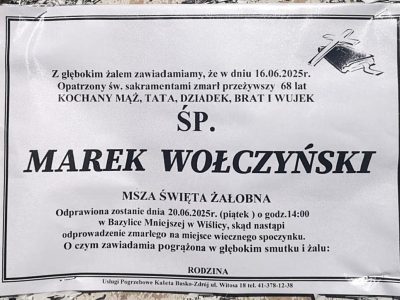 Z głębokim żalem zawiadamiamy, że w dniu 16.06.2025r.
Opatrzony św. sakramentami zmarł przeżywszy 68 lat
KOCHANY MĄŻ, TATA, DZIADEK, BRAT I WUJEK
ŚP.
MAREK WOŁCZYŃSKI
MSZA ŚWIĘTA ŻAŁOBNA
Odprawiona zostanie dnia 20.06.2025r. (piątek ) o godz.14:00
w Bazylice Mniejszej w Wiślicy, skąd nastąpi
odprowadzenie zmarłego na miejsce wiecznego spoczynku.
O czym zawiadamia pogrążona w głębokim smutku i żalu:
RODZINA
Usługi Pogrzebowe Kaleta Busko-Zdrój ul. Witosa 18 tel. 41-378-12-38